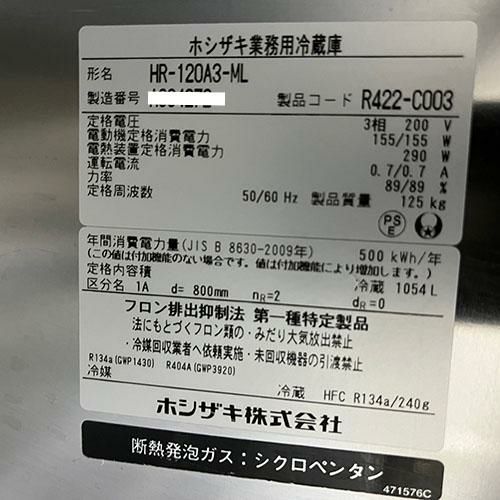 ホシザキ業務用冷蔵庫
形名 HR-120A3-ML
製造番号
製品コード R422-C003
定格電圧 3相 200 V
電動機定格消費電力 155/155 W
電熱装置定格消費電力 290 W
運転電流 0.7/0.7 A
力率 89/89 %
定格周波数 50/60 Hz 製品質量 125 kg
PS
E
年間消費電力量(JIS B 8630-2009年) 500 kWh/年
(この値は付加機能のない場合です。値は付加機能により増加します。)
定格内容積 冷蔵 1054 L
区分名 1A d= 800mm nR=2 dR=0
フロン排出抑制法 第一種特定製品
法にもとづくフロン類の・みだり大気放出禁止
・冷媒回収業者へ依頼実施・未回収機器の引渡禁止
R134a(GWP1430) R404A(GWP3920)
冷媒 冷蔵 HFC R134a/240g
ホシザキ株式会社
断熱発泡ガス:シクロペンタン
471576C